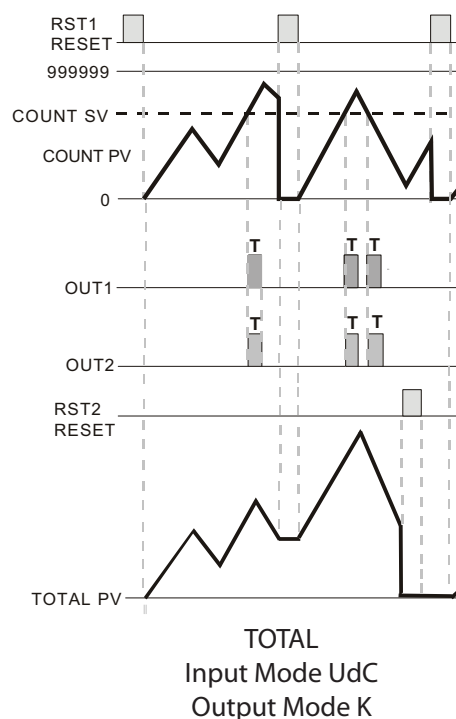 RST1
RESET
999999
COUNT SV
COUNT PV
0
T T T
OUT1
T T T
OUT2
RST2
RESET
TOTAL PV
TOTAL
Input Mode UdC
Output Mode K